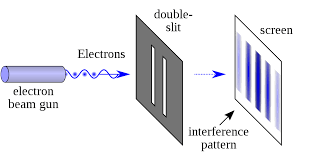 double-
slit
screen
Electrons
electron
beam gun
interference
pattern